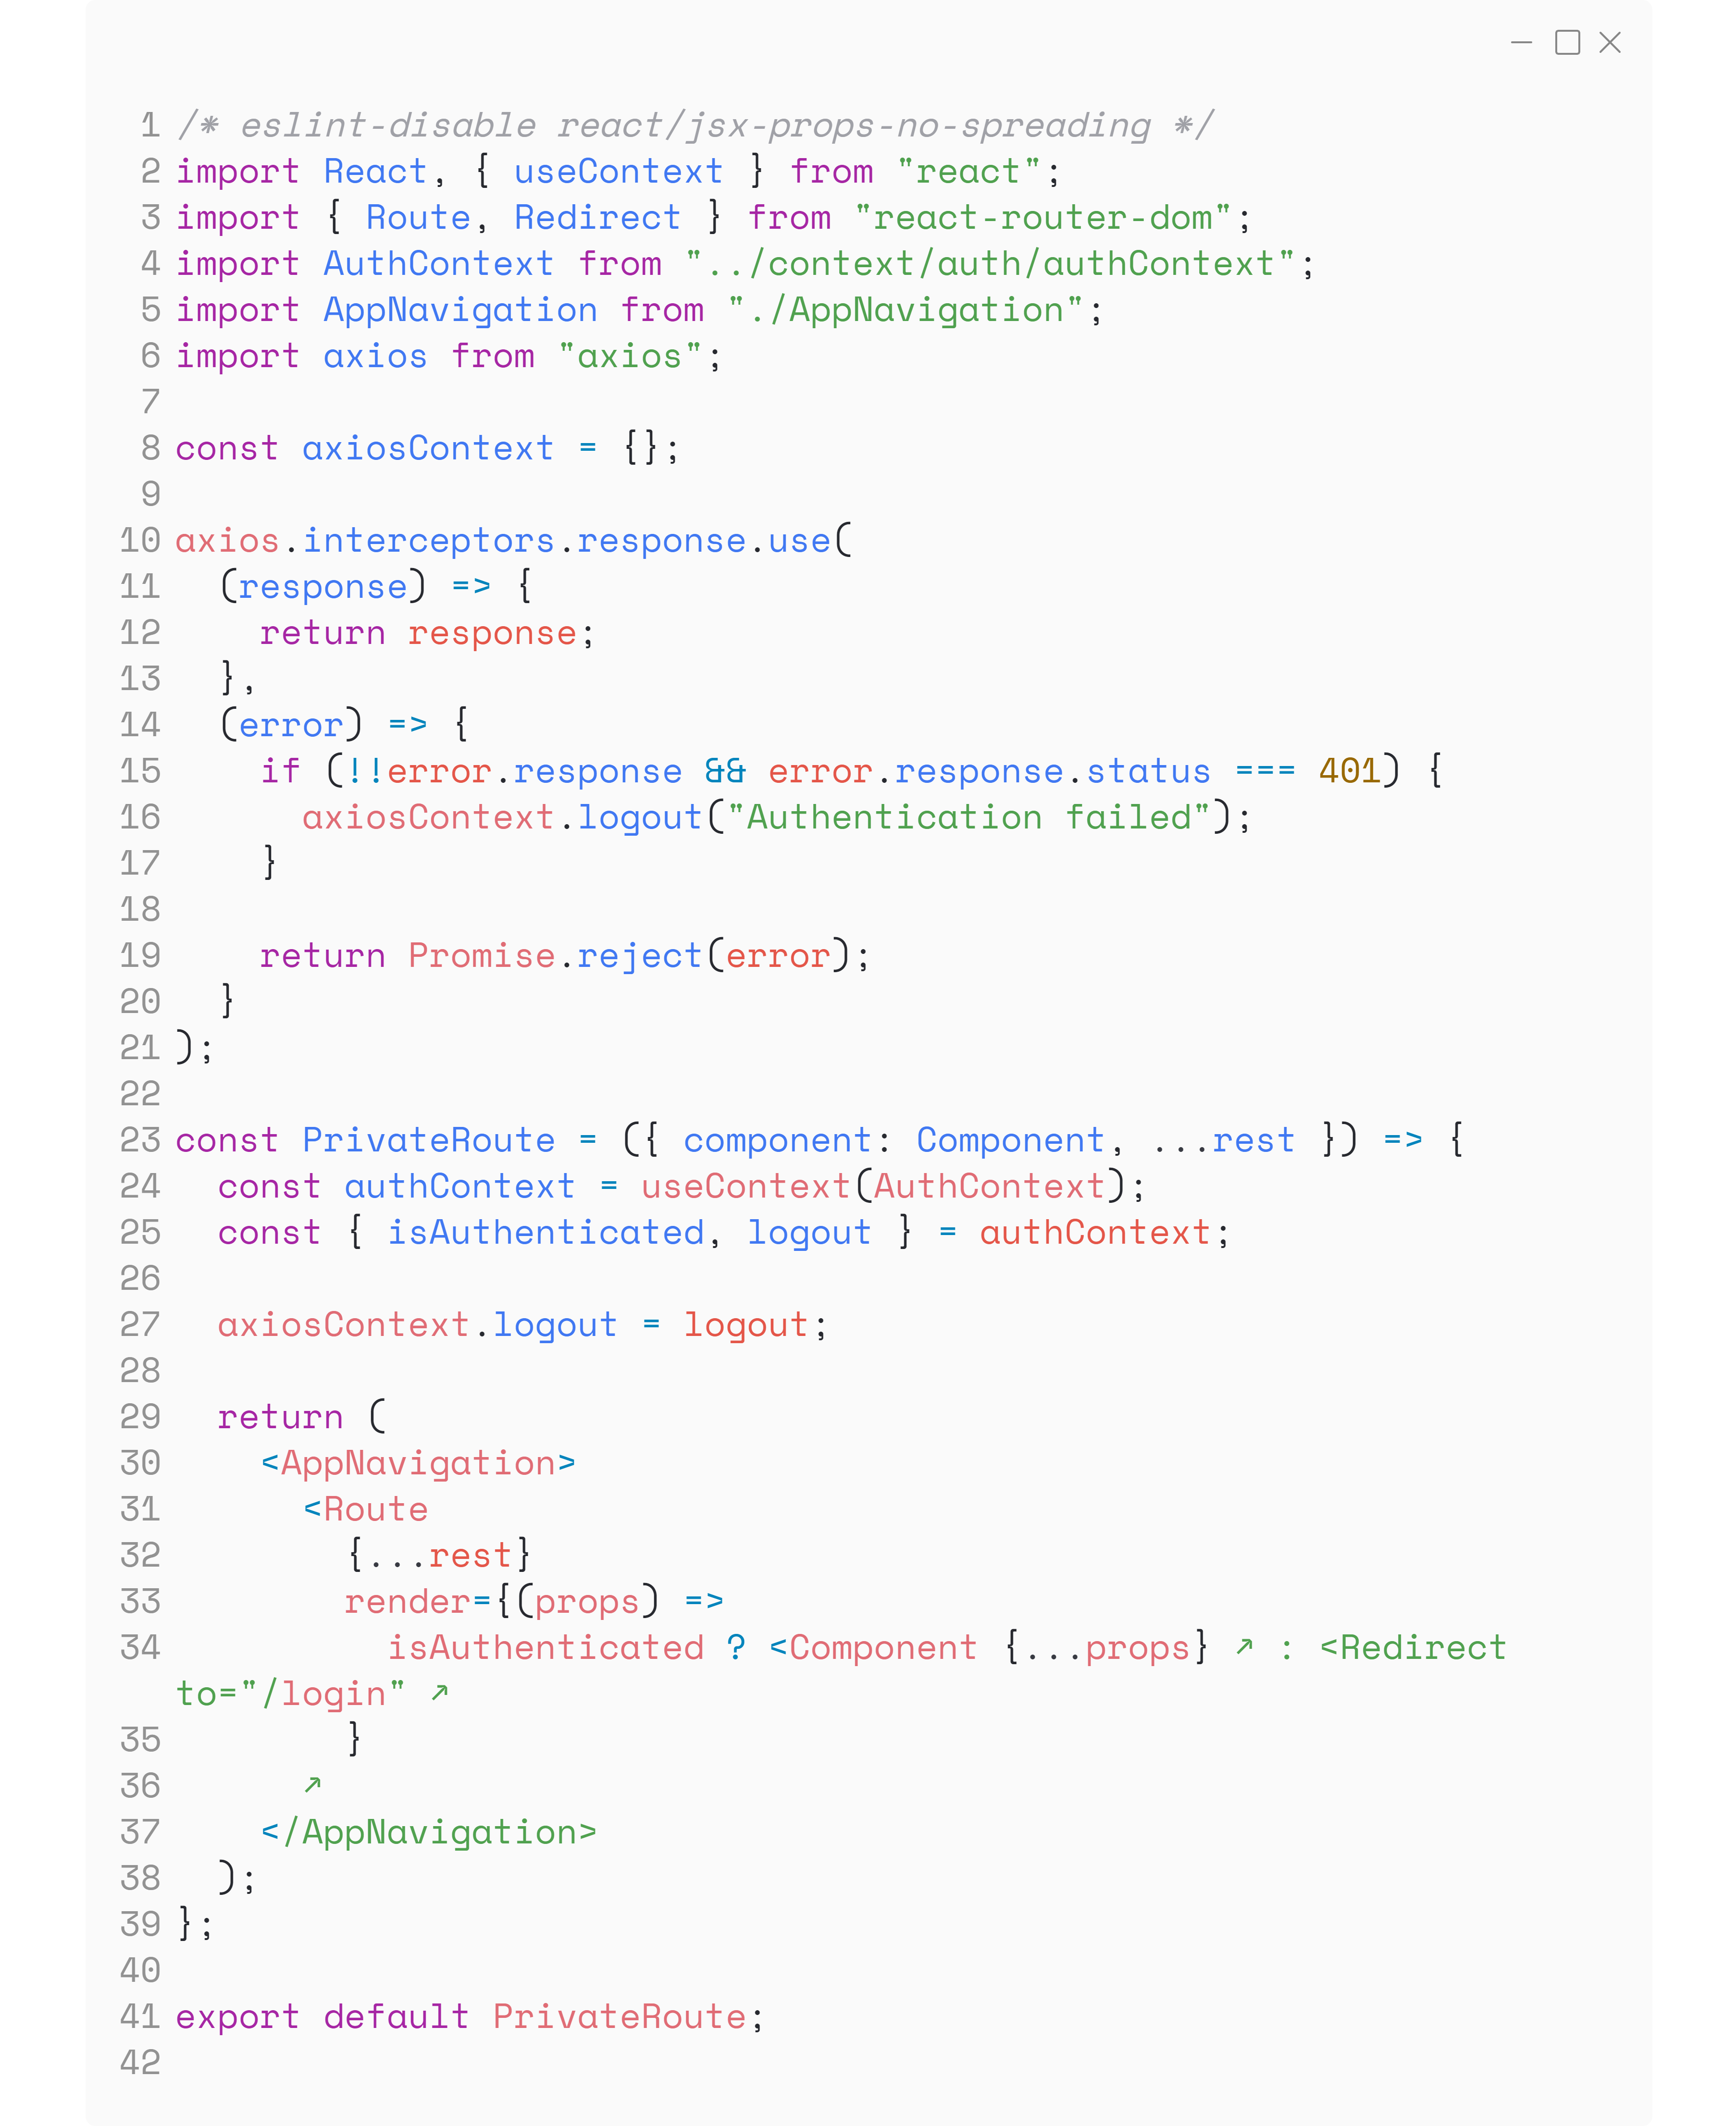 1 /* eslint-disable react/jsx-props-no-spreading */
2 import React, { useContext } from "react";
3 import { Route, Redirect } from "react-router-dom";
4 import AuthContext from "../context/auth/authContext";
5 import AppNavigation from "./AppNavigation";
6 import axios from "axios";
7
8 const axiosContext = {};
9
10 axios.interceptors.response.use(
11   (response) => {
12     return response;
13   },
14   (error) => {
15     if (!!error.response && error.response.status === 401) {
16       axiosContext.logout("Authentication failed");
17     }
18
19     return Promise.reject(error);
20   }
21 );
22
23 const PrivateRoute = ({ component: Component, ...rest }) => {
24   const authContext = useContext(AuthContext);
25   const { isAuthenticated, logout } = authContext;
26
27   axiosContext.logout = logout;
28
29   return (
30     <AppNavigation>
31       <Route
32         {...rest}
33         render={(props) =>
34           isAuthenticated ? <Component {...props} ↗ : <Redirect
to="/login" ↗
35         }
36       ↗
37     </AppNavigation>
38   );
39 };
40
41 export default PrivateRoute;
42